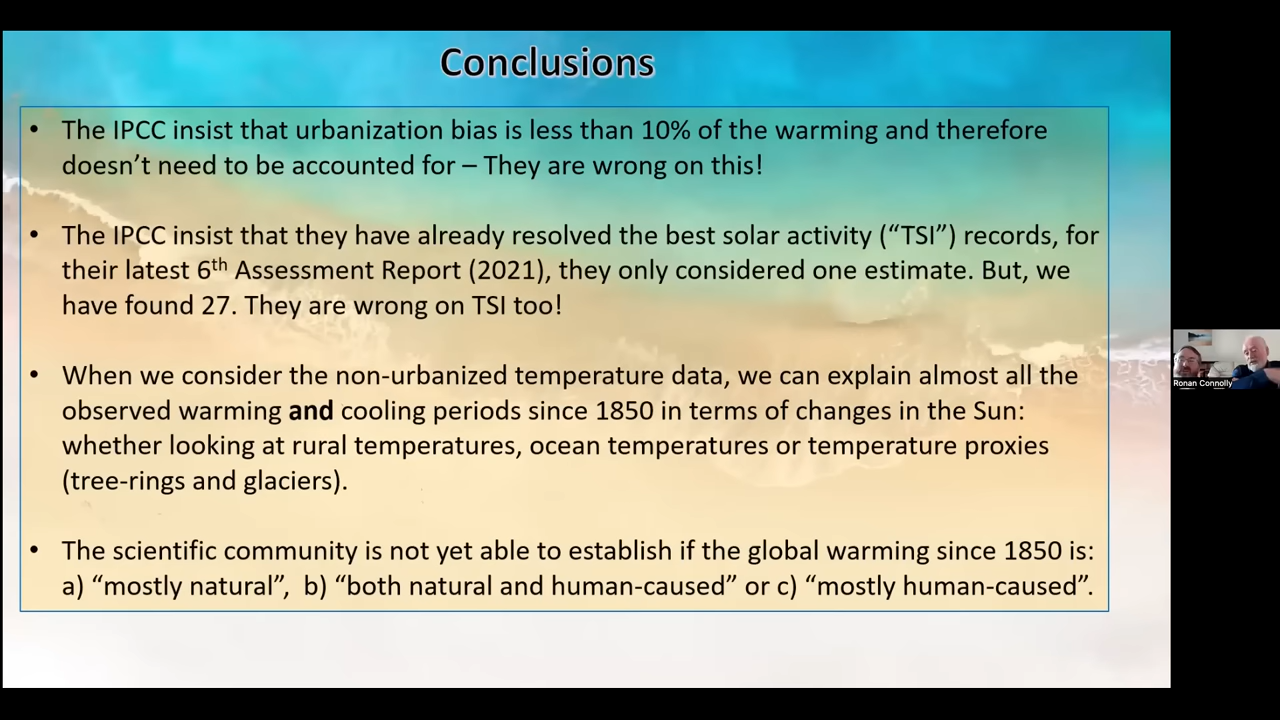 Conclusions
• The IPCC insist that urbanization bias is less than 10% of the warming and therefore
doesn’t need to be accounted for – They are wrong on this!
• The IPCC insist that they have already resolved the best solar activity (“TSI”) records, for
their latest 6th Assessment Report (2021), they only considered one estimate. But, we
have found 27. They are wrong on TSI too!
• When we consider the non-urbanized temperature data, we can explain almost all the
observed warming and cooling periods since 1850 in terms of changes in the Sun:
whether looking at rural temperatures, ocean temperatures or temperature proxies
(tree-rings and glaciers).
• The scientific community is not yet able to establish if the global warming since 1850 is:
a) “mostly natural”, b) “both natural and human-caused” or c) “mostly human-caused”.
Ronan Connolly